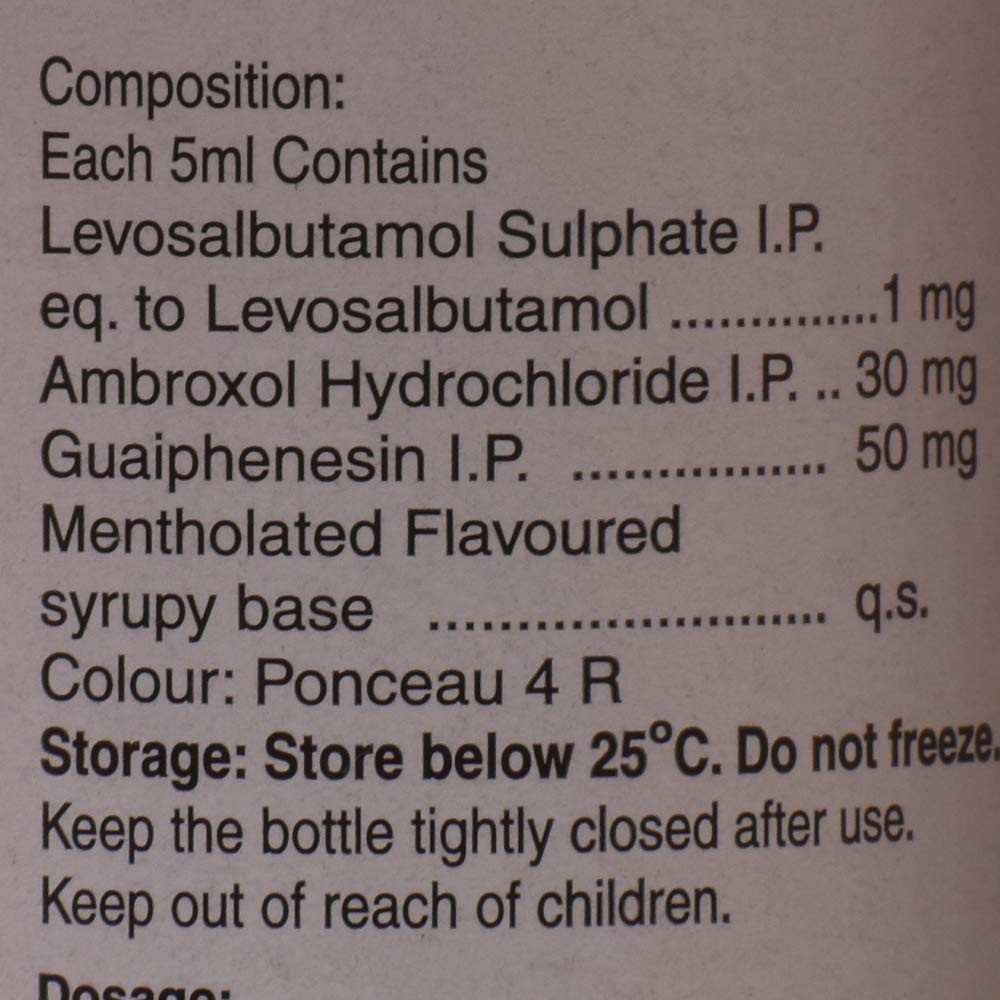 Composition:
Each 5ml Contains
Levosalbutamol Sulphate I.P.
eq. to Levosalbutamol ..............1 mg
Ambroxol Hydrochloride I.P. .. 30 mg
Guaiphenesin I.P. ................. 50 mg
Mentholated Flavoured
syrupy base .......................... q.s.
Colour: Ponceau 4 R
Storage: Store below 25°C. Do not freeze.
Keep the bottle tightly closed after use.
Keep out of reach of children.
Dosage: